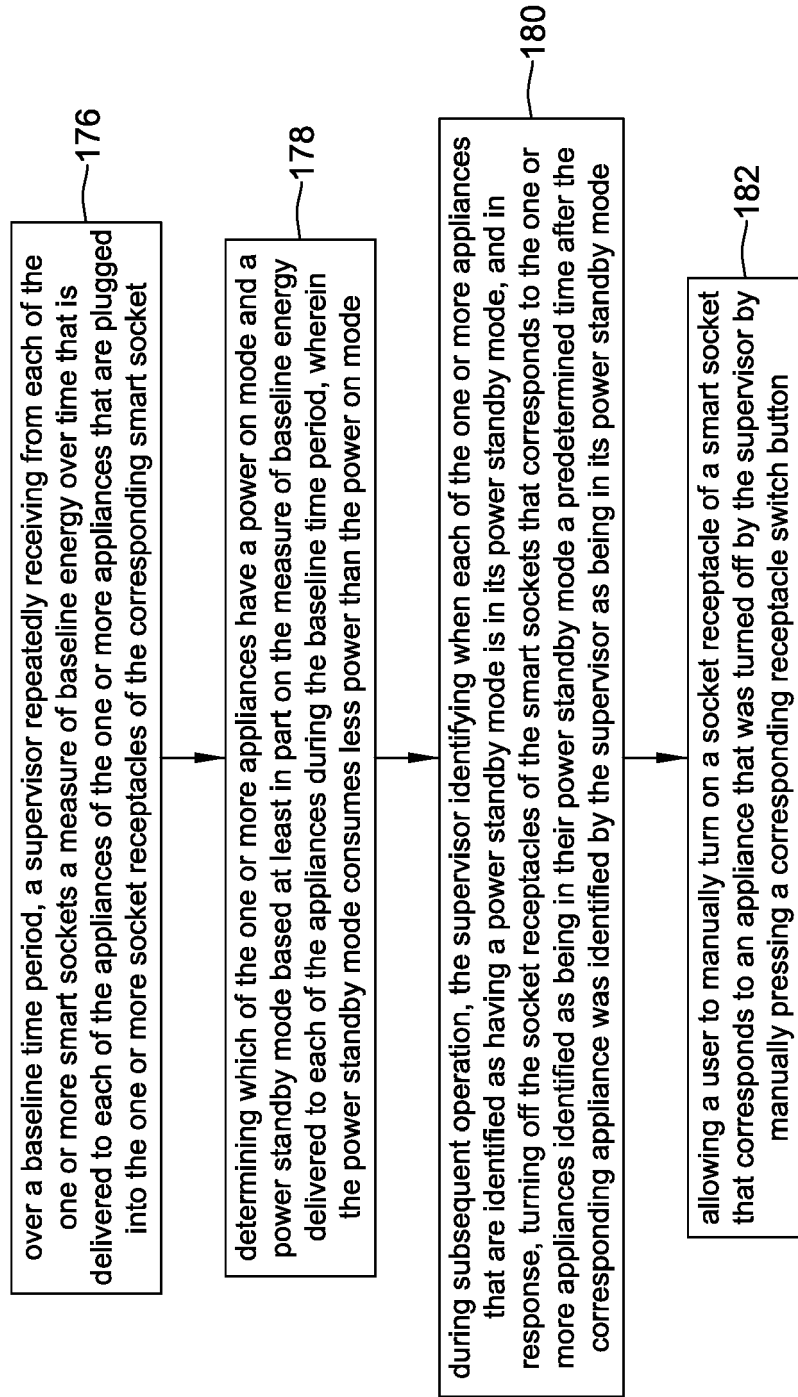 over a baseline time period, a supervisor repeatedly receiving from each of the
one or more smart sockets a measure of baseline energy over time that is
delivered to each of the appliances of the one or more appliances that are plugged
into the one or more socket receptacles of the corresponding smart socket
176
determining which of the one or more appliances have a power on mode and a
power standby mode based at least in part on the measure of baseline energy
delivered to each of the appliances during the baseline time period, wherein
the power standby mode consumes less power than the power on mode
178
during subsequent operation, the supervisor identifying when each of the one or more appliances
that are identified as having a power standby mode is in its power standby mode, and in
response, turning off the socket receptacles of the smart sockets that corresponds to the one or
more appliances identified as being in their power standby mode a predetermined time after the
corresponding appliance was identified by the supervisor as being in its power standby mode
180
allowing a user to manually turn on a socket receptacle of a smart socket
that corresponds to an appliance that was turned off by the supervisor by
manually pressing a corresponding receptacle switch button
182